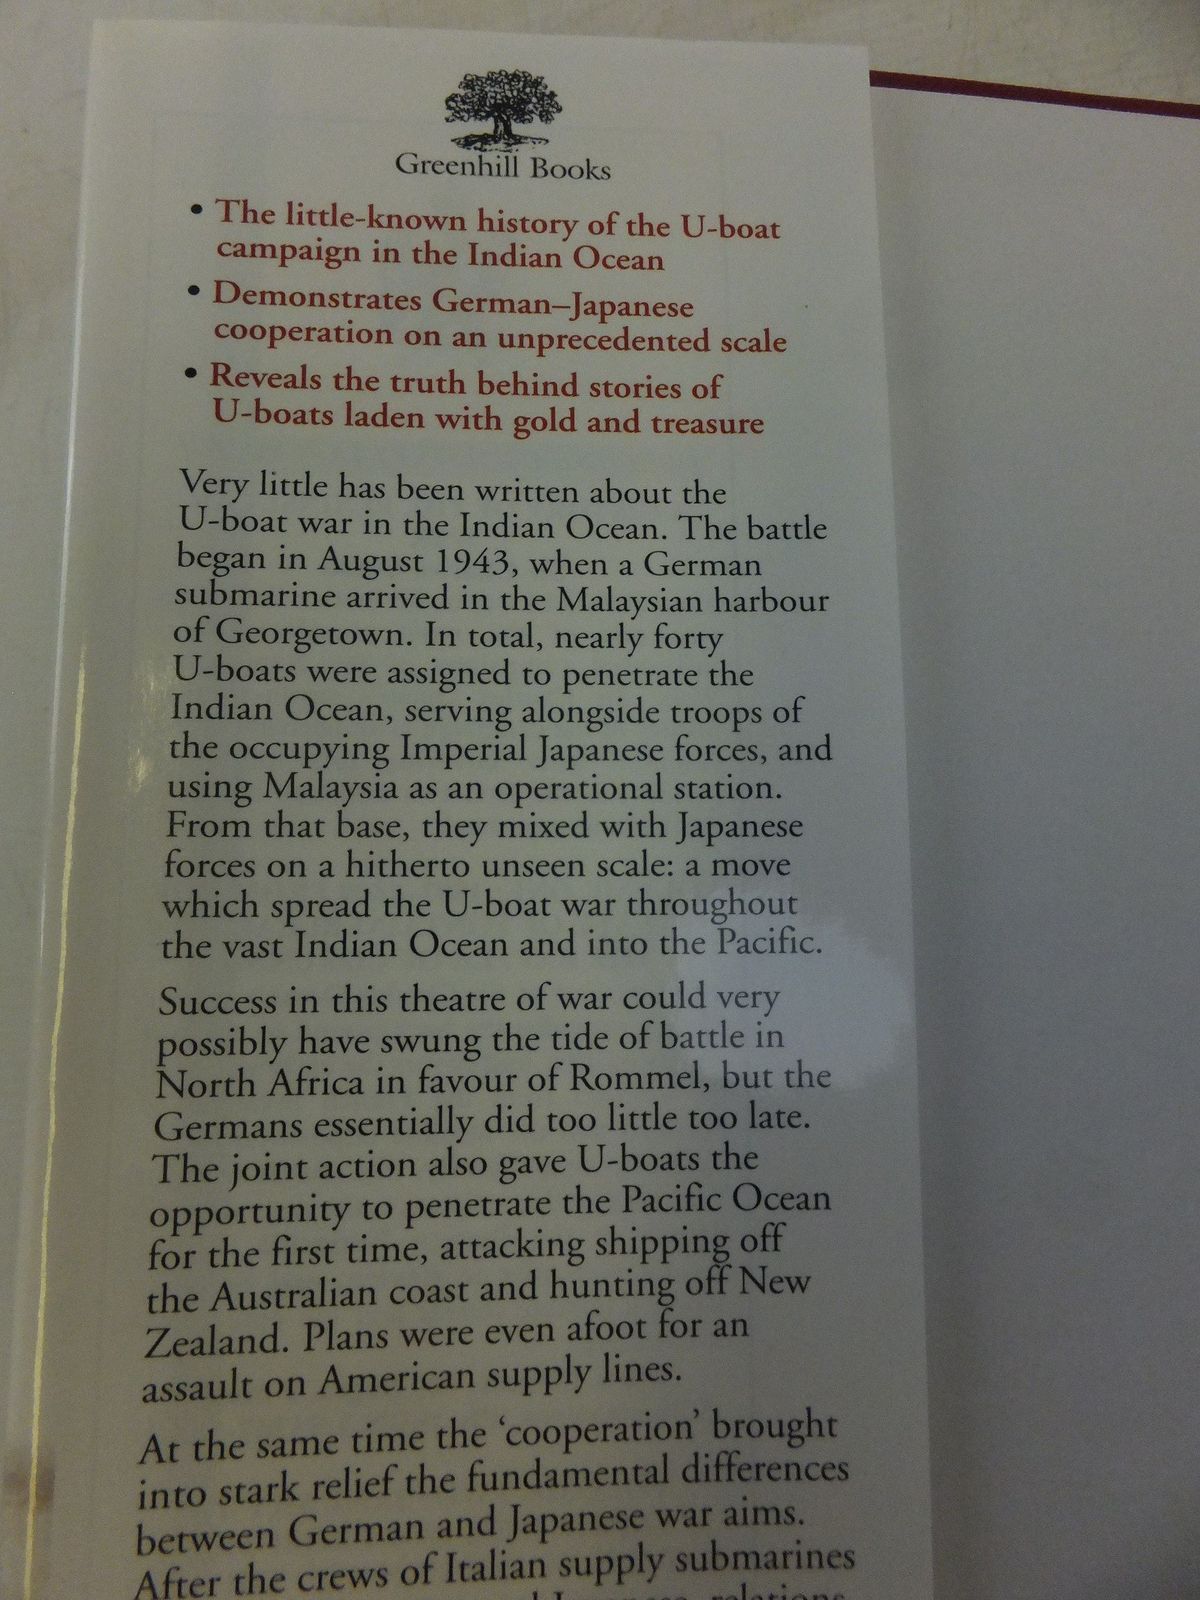 Greenhill Books
• The little-known history of the U-boat
campaign in the Indian Ocean
• Demonstrates German–Japanese
cooperation on an unprecedented scale
• Reveals the truth behind stories of
U-boats laden with gold and treasure
Very little has been written about the
U-boat war in the Indian Ocean. The battle
began in August 1943, when a German
submarine arrived in the Malaysian harbour
of Georgetown. In total, nearly forty
U-boats were assigned to penetrate the
Indian Ocean, serving alongside troops of
the occupying Imperial Japanese forces, and
using Malaysia as an operational station.
From that base, they mixed with Japanese
forces on a hitherto unseen scale: a move
which spread the U-boat war throughout
the vast Indian Ocean and into the Pacific.
Success in this theatre of war could very
possibly have swung the tide of battle in
North Africa in favour of Rommel, but the
Germans essentially did too little too late.
The joint action also gave U-boats the
opportunity to penetrate the Pacific Ocean
for the first time, attacking shipping off
the Australian coast and hunting off New
Zealand. Plans were even afoot for an
assault on American supply lines.
At the same time the ‘cooperation’ brought
into stark relief the fundamental differences
between German and Japanese war aims.
After the crews of Italian supply submarines
relations